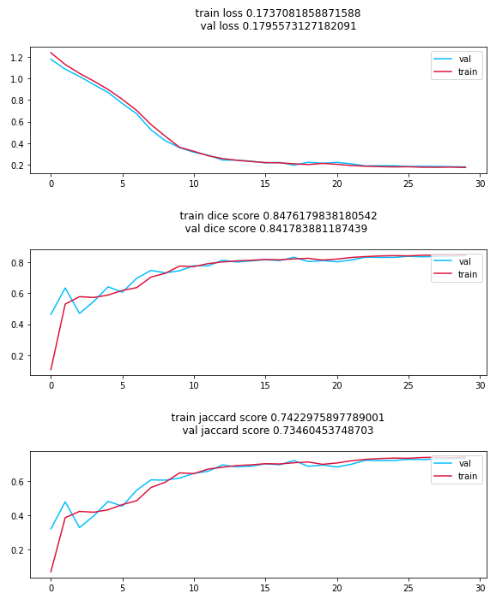 train loss 0.1737081858871588
val loss 0.1795573127182091
1.2
1.0
0.8
0.6
0.4
0.2
val
train
0 5 10 15 20 25 30
train dice score 0.8476179838180542
val dice score 0.841783881187439
0.8
0.6
0.4
0.2
val
train
0 5 10 15 20 25 30
train jaccard score 0.7422975897789001
val jaccard score 0.73460453748703
0.6
0.4
0.2
val
train
0 5 10 15 20 25 30